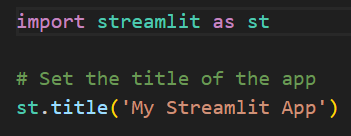 import streamlit as st
# Set the title of the app
st.title('My Streamlit App')